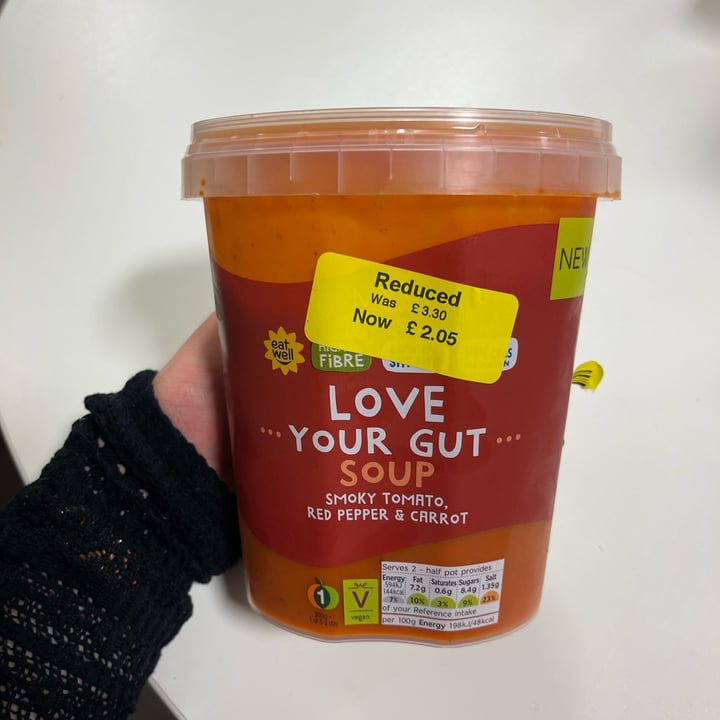 NEW
Reduced
Was £3.30
Now £2.05
eat
well
FiBRE
LOVE
YOUR GUT
SOUP
SMOKY TOMATO,
RED PEPPER & CARROT
Serves 2 - half pot provides
Energy Fat Saturates Sugars Salt
594kJ 7.2g 0.6g 8.4g 1.35g
144kcal
7% 10% 3% 9% 23%
of your Reference intake
per 100g Energy 198kJ/48kcal
1
V
vegan